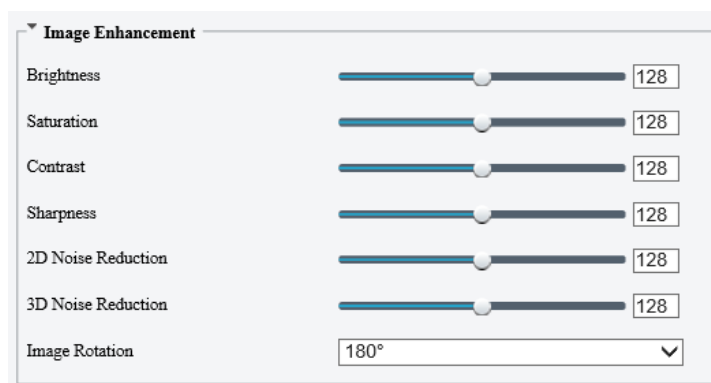 Image Enhancement
Brightness 128
Saturation 128
Contrast 128
Sharpness 128
2D Noise Reduction 128
3D Noise Reduction 128
Image Rotation 180°